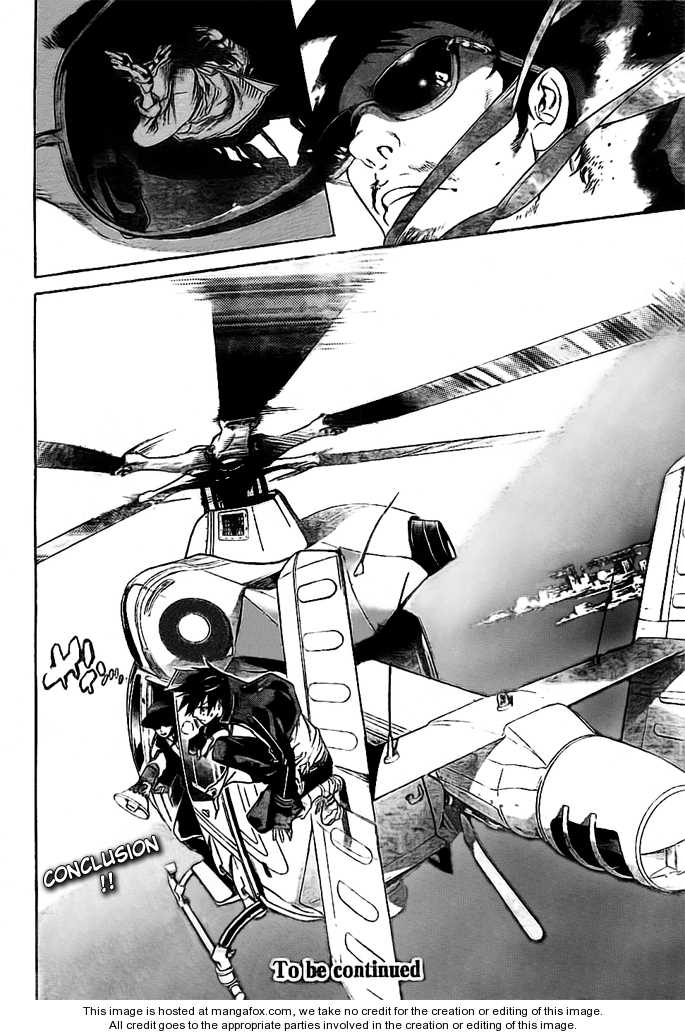 CONCLUSION
!!
To be continued
This image is hosted at mangafox.com, we take no credit for the creation or editing of this image.
All credit goes to the appropriate parties involved in the creation or editing of this image.